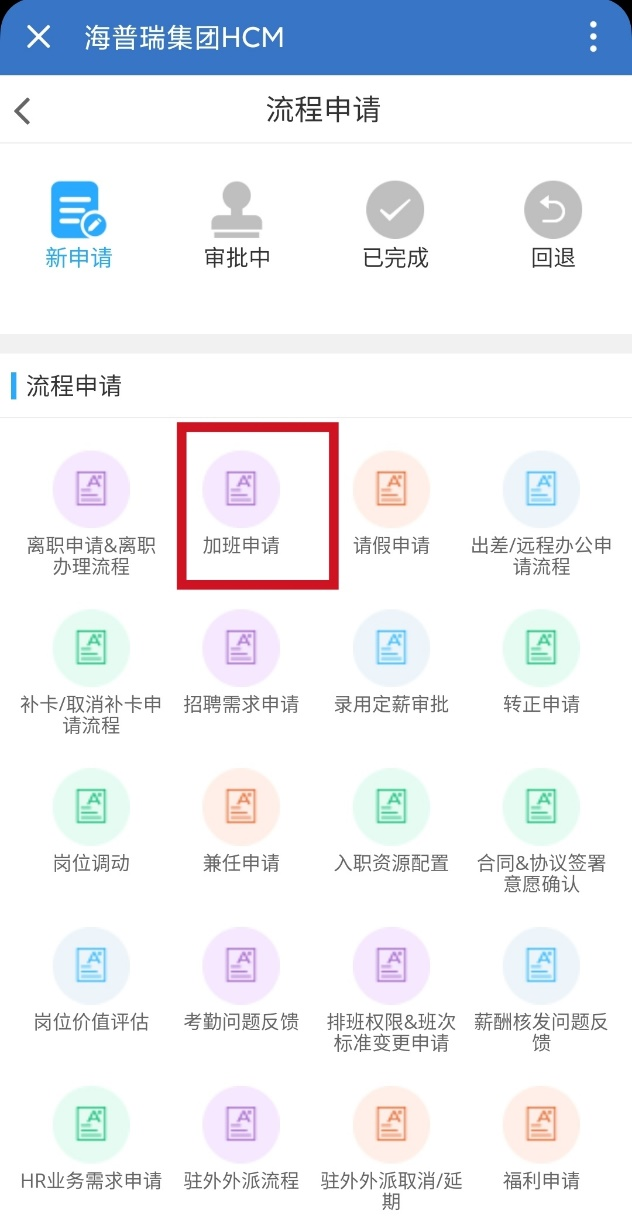 海普瑞集团HCM
流程申请
新申请 审批中 已完成 回退
流程申请
离职申请&离职
办理流程
加班申请
请假申请
出差/远程办公申
请流程
补卡/取消补卡申
请流程
招聘需求申请
录用定薪审批
转正申请
岗位调动
兼任申请
入职资源配置
合同&协议签署
意愿确认
岗位价值评估
考勤问题反馈
排班权限&班次
标准变更申请
薪酬核发问题反
馈
HR业务需求申请
驻外外派流程
驻外外派取消/延
期
福利申请